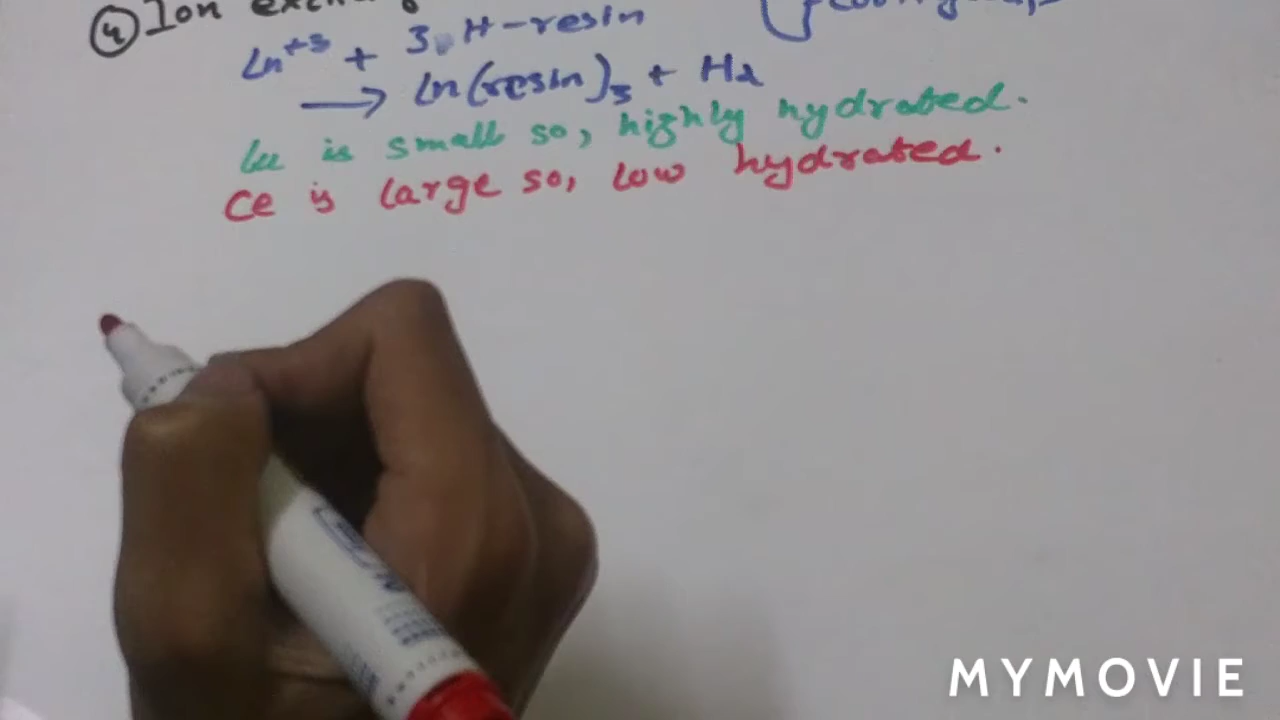 ④ Ion
Ln+3 + 3 H-resin
→ Ln(resin)3 + H2
Lu is small so, highly hydrated.
Ce is large so, low hydrated.
MYMOVIE